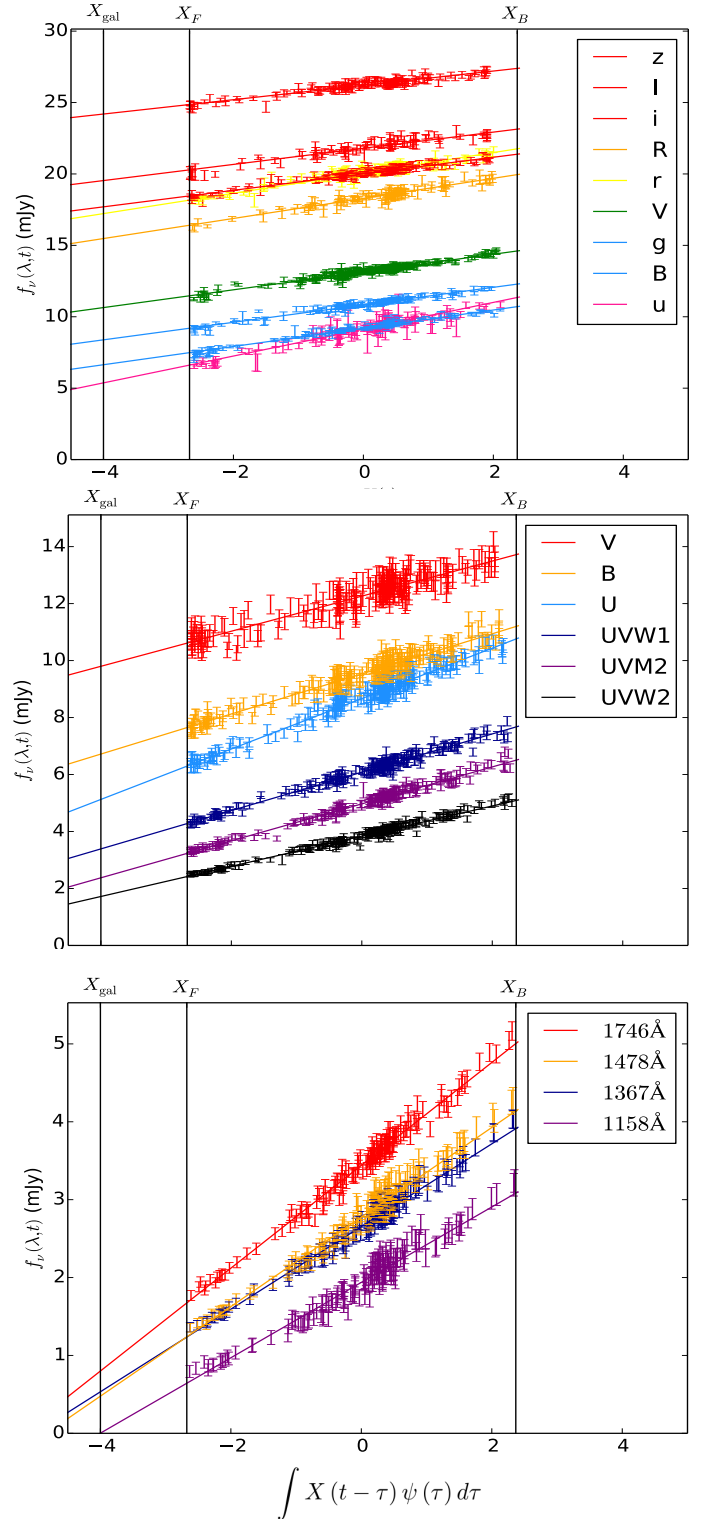 X_gal X_F X_B
30
25
20
15
10
5
0
f_ν(λ,t) (mJy)
z
I
i
R
r
V
g
B
u
−4 −2 0 2 4
X_gal X_F X_B
14
12
10
8
6
4
2
0
f_ν(λ,t) (mJy)
V
B
U
UVW1
UVM2
UVW2
X_gal X_F X_B
5
4
3
2
1
0
f_ν(λ,t) (mJy)
1746Å
1478Å
1367Å
1158Å
−4 −2 0 2 4
∫ X (t − τ) ψ (τ) dτ